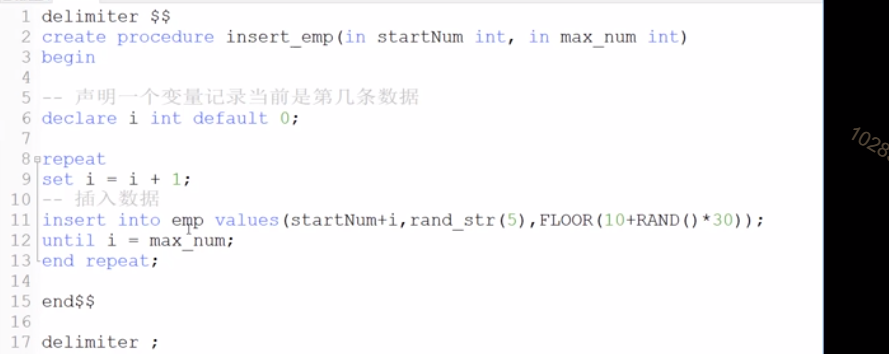 1 delimiter $$
2 create procedure insert_emp(in startNum int, in max_num int)
3 begin
4
5 -- 声明一个变量记录当前是第几条数据
6 declare i int default 0;
7
8 repeat
9 set i = i + 1;
10 -- 插入数据
11 insert into emp values(startNum+i,rand_str(5),FLOOR(10+RAND()*30));
12 until i = max_num;
13 end repeat;
14
15 end$$
16
17 delimiter ;